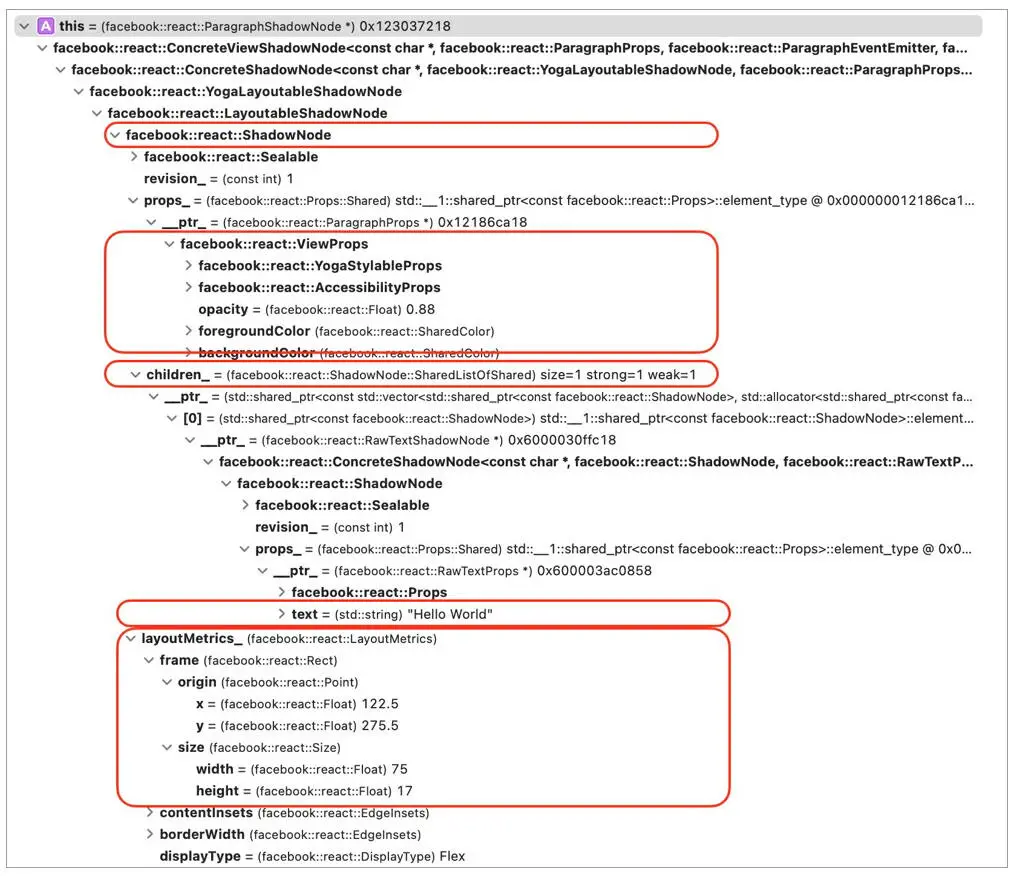 A this = (facebook::react::ParagraphShadowNode *) 0x123037218
facebook::react::ConcreteViewShadowNode<const char *, facebook::react::ParagraphProps, facebook::react::ParagraphEventEmitter, fa...
facebook::react::ConcreteShadowNode<const char *, facebook::react::YogaLayoutableShadowNode, facebook::react::ParagraphProps...
facebook::react::YogaLayoutableShadowNode
facebook::react::LayoutableShadowNode
facebook::react::ShadowNode
facebook::react::Sealable
revision_ = (const int) 1
props_ = (facebook::react::Props::Shared) std::__1::shared_ptr<const facebook::react::Props>::element_type @ 0x000000012186ca1...
__ptr_ = (facebook::react::ParagraphProps *) 0x12186ca18
facebook::react::ViewProps
facebook::react::YogaStylableProps
facebook::react::AccessibilityProps
opacity = (facebook::react::Float) 0.88
foregroundColor (facebook::react::SharedColor)
backgroundColor (facebook::react::SharedColor)
children_ = (facebook::react::ShadowNode::SharedListOfShared) size=1 strong=1 weak=1
__ptr_ = (std::shared_ptr<const std::vector<std::shared_ptr<const facebook::react::ShadowNode>, std::allocator<std::shared_ptr<const fa...
[0] = (std::shared_ptr<const facebook::react::ShadowNode>) std::__1::shared_ptr<const facebook::react::ShadowNode>::element...
__ptr_ = (facebook::react::RawTextShadowNode *) 0x6000030ffc18
facebook::react::ConcreteShadowNode<const char *, facebook::react::ShadowNode, facebook::react::RawTextP...
facebook::react::ShadowNode
facebook::react::Sealable
revision_ = (const int) 1
props_ = (facebook::react::Props::Shared) std::__1::shared_ptr<const facebook::react::Props>::element_type @ 0x0...
__ptr_ = (facebook::react::RawTextProps *) 0x600003ac0858
facebook::react::Props
text = (std::string) "Hello World"
layoutMetrics_ (facebook::react::LayoutMetrics)
frame (facebook::react::Rect)
origin (facebook::react::Point)
x = (facebook::react::Float) 122.5
y = (facebook::react::Float) 275.5
size (facebook::react::Size)
width = (facebook::react::Float) 75
height = (facebook::react::Float) 17
contentInsets (facebook::react::EdgeInsets)
borderWidth (facebook::react::EdgeInsets)
displayType = (facebook::react::DisplayType) Flex